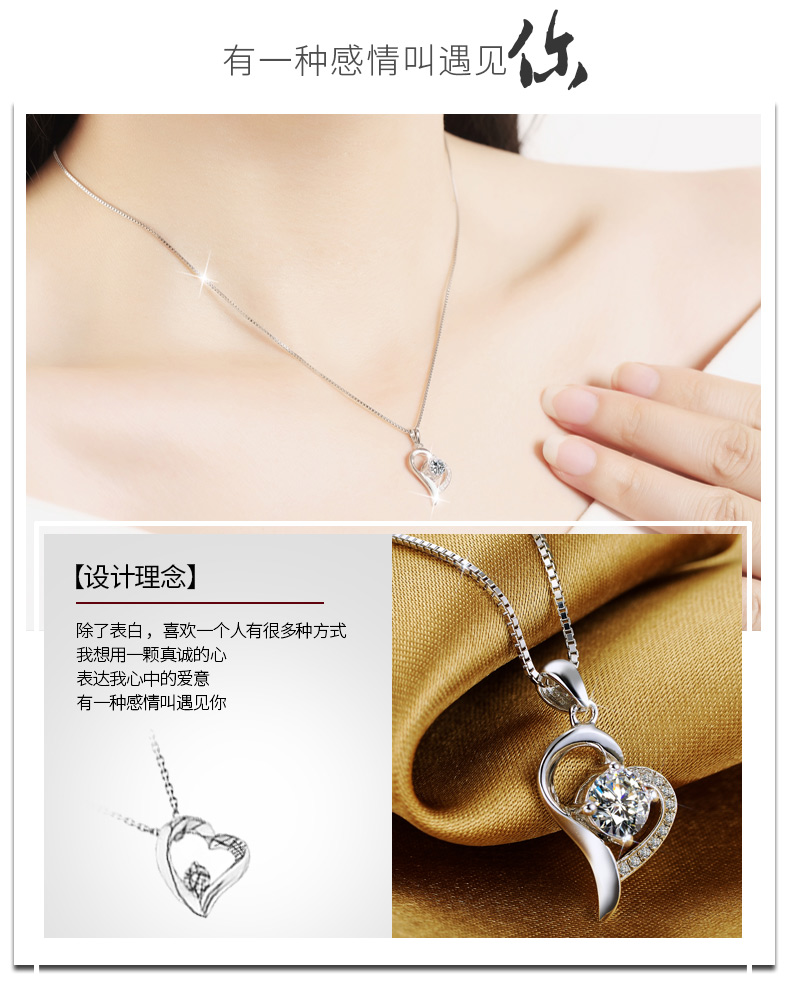 有一种感情叫遇见你
【设计理念】
除了表白，喜欢一个人有很多种方式
我想用一颗真诚的心
表达我心中的爱意
有一种感情叫遇见你